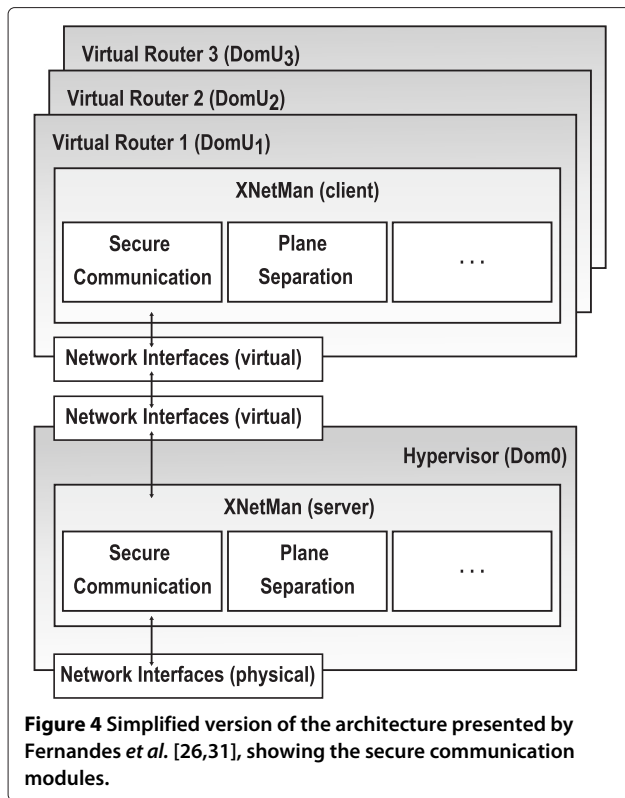 Virtual Router 3 (DomU3)
Virtual Router 2 (DomU2)
Virtual Router 1 (DomU1)
XNetMan (client)
Secure
Communication
Plane
Separation
...
Network Interfaces (virtual)
Network Interfaces (virtual)
Hypervisor (Dom0)
XNetMan (server)
Secure
Communication
Plane
Separation
...
Network Interfaces (physical)
Figure 4 Simplified version of the architecture presented by
Fernandes et al. [26,31], showing the secure communication
modules.